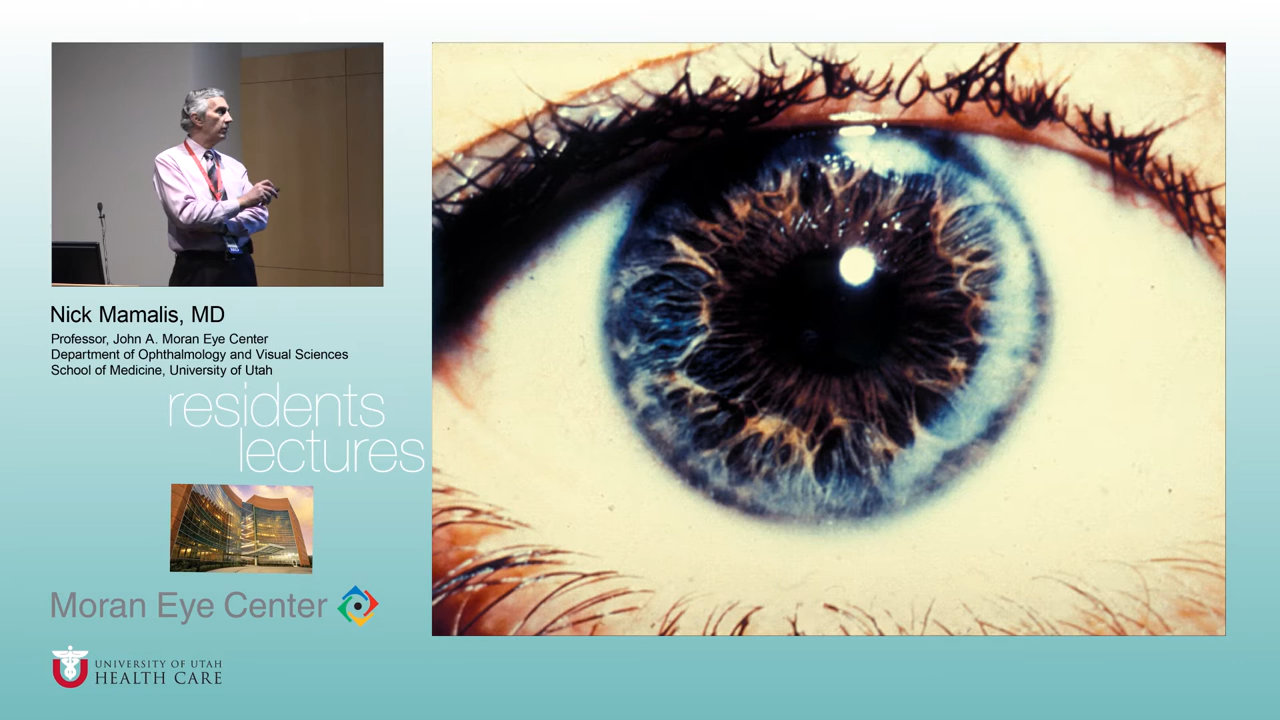 Nick Mamalis, MD
Professor, John A. Moran Eye Center
Department of Ophthalmology and Visual Sciences
School of Medicine, University of Utah
residents
lectures
Moran Eye Center
UNIVERSITY OF UTAH
HEALTH CARE